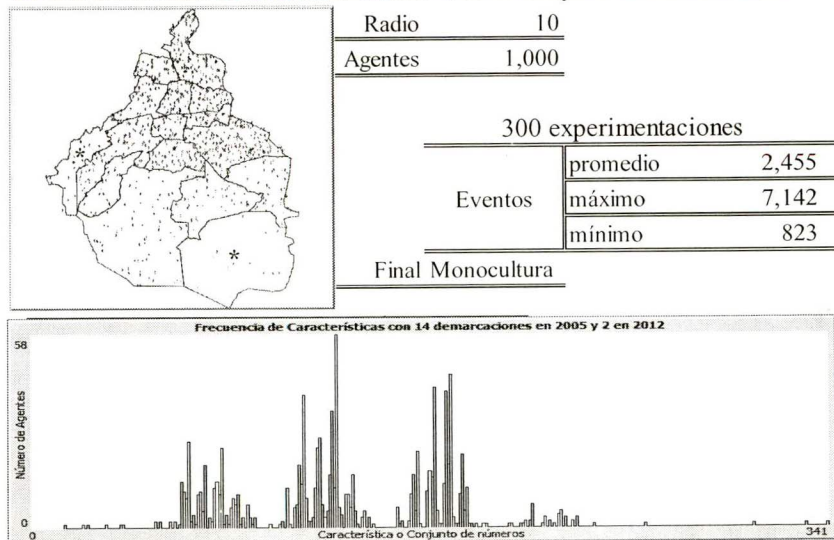 Radio 10
Agentes 1,000
300 experimentaciones
Eventos
promedio 2,455
máximo 7,142
mínimo 823
Final Monocultura
*
*
Frecuencia de Características con 14 demarcaciones en 2005 y 2 en 2012
58
Número de Agentes
0
0
Característica o Conjunto de números
341